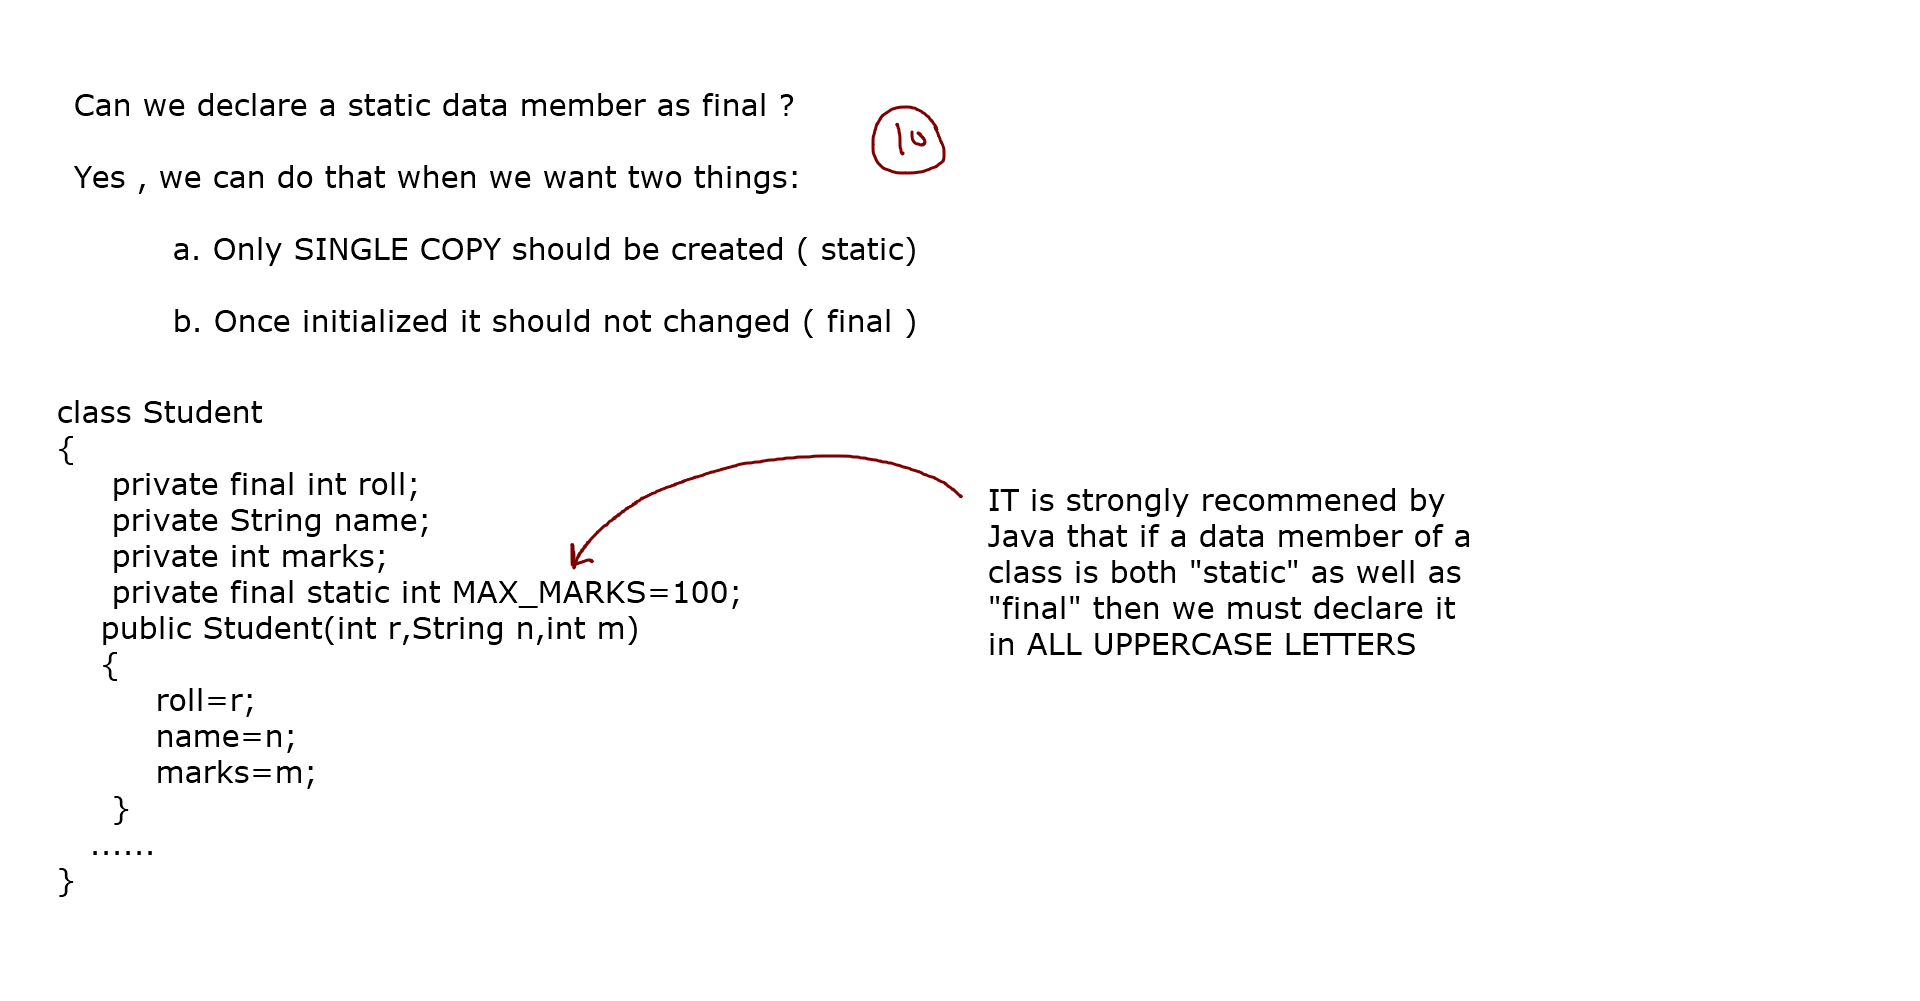 Can we declare a static data member as final ?
10
Yes , we can do that when we want two things:
a. Only SINGLE COPY should be created ( static)
b. Once initialized it should not changed ( final )
class Student
{
private final int roll;
private String name;
private int marks;
private final static int MAX_MARKS=100;
public Student(int r,String n,int m)
{
roll=r;
name=n;
marks=m;
}
......
}
IT is strongly recommened by
Java that if a data member of a
class is both "static" as well as
"final" then we must declare it
in ALL UPPERCASE LETTERS